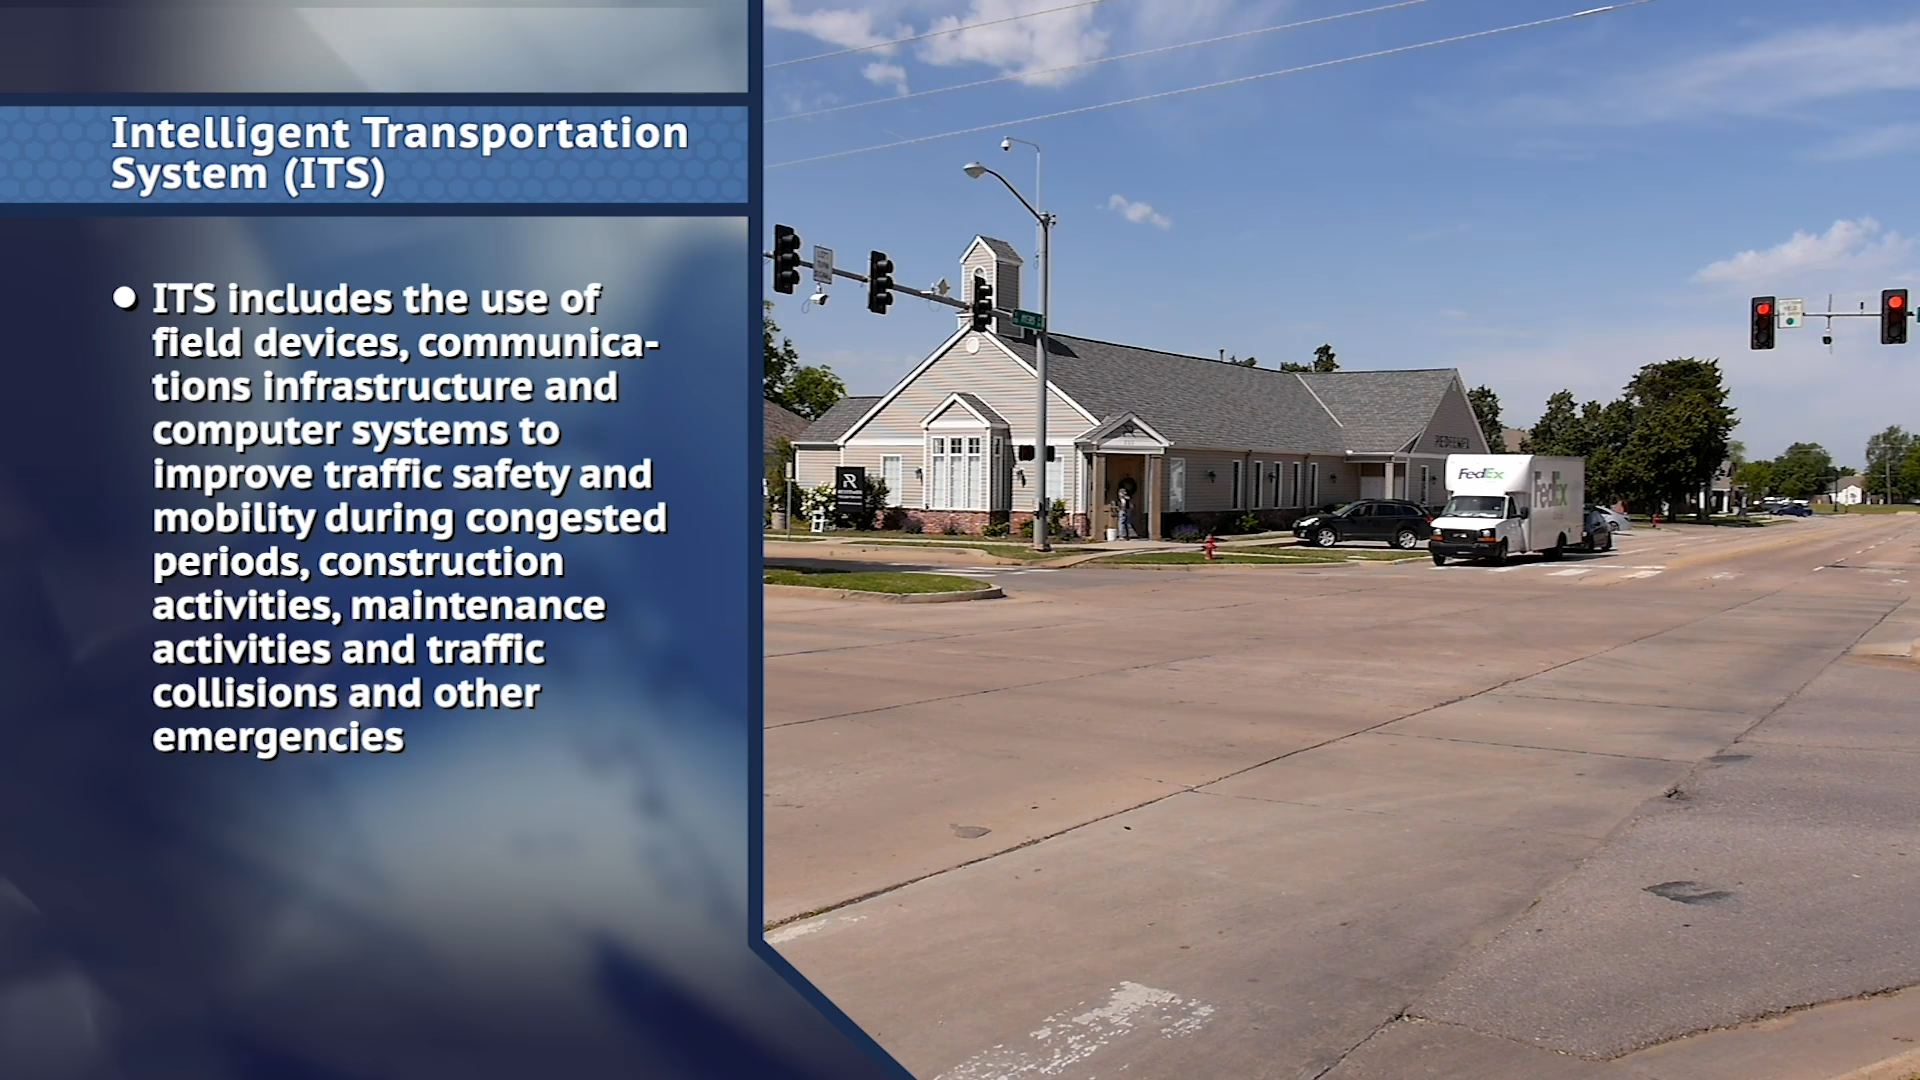 Intelligent Transportation
System (ITS)
● ITS includes the use of
field devices, communica-
tions infrastructure and
computer systems to
improve traffic safety and
mobility during congested
periods, construction
activities, maintenance
activities and traffic
collisions and other
emergencies
FedEx
FedEx